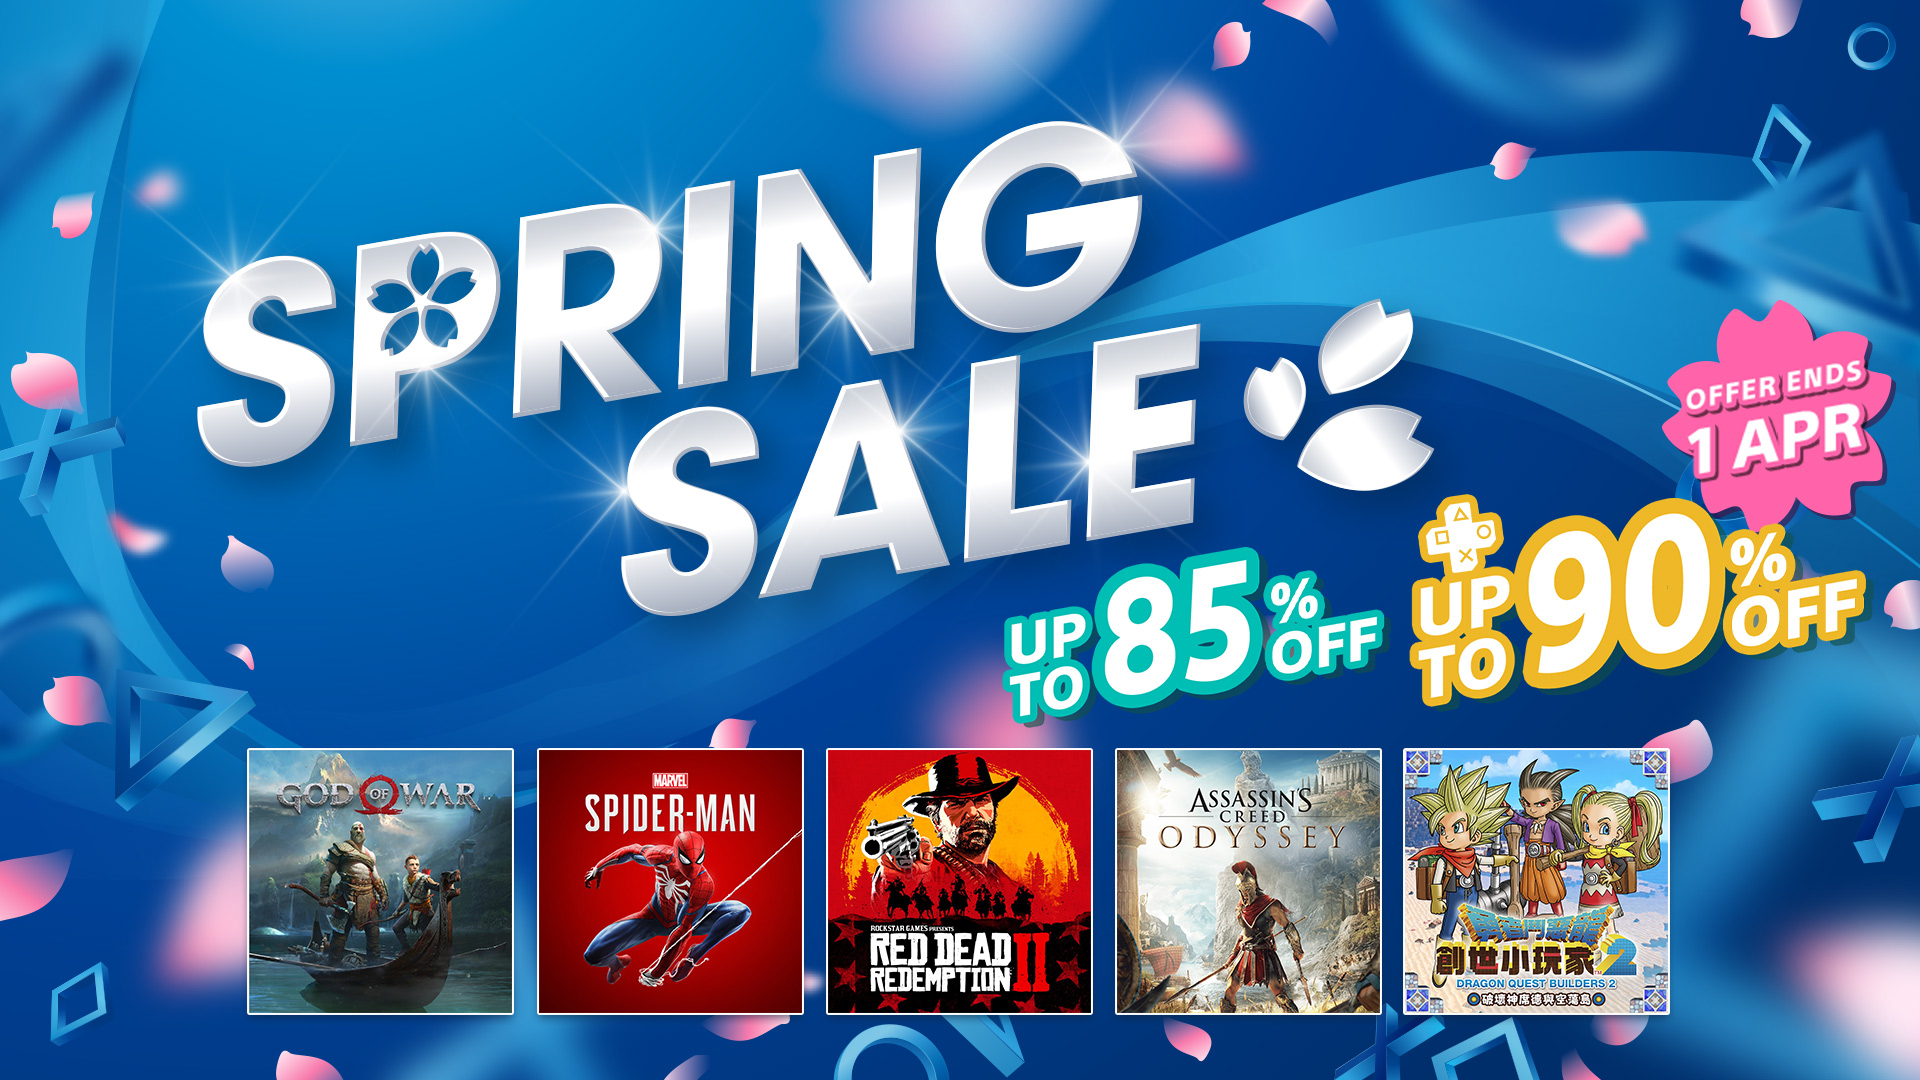 SPRING
SALE
OFFER ENDS
1 APR
UP TO 85% OFF
UP TO 90% OFF
GOD OF WAR
MARVEL
SPIDER-MAN
ROCKSTAR GAMES PRESENTS
RED DEAD
REDEMPTION II
ASSASSIN'S
CREED
ODYSSEY
勇者鬥惡龍
創世小玩家 2
DRAGON QUEST BUILDERS 2
破壞神席德與空蕩島